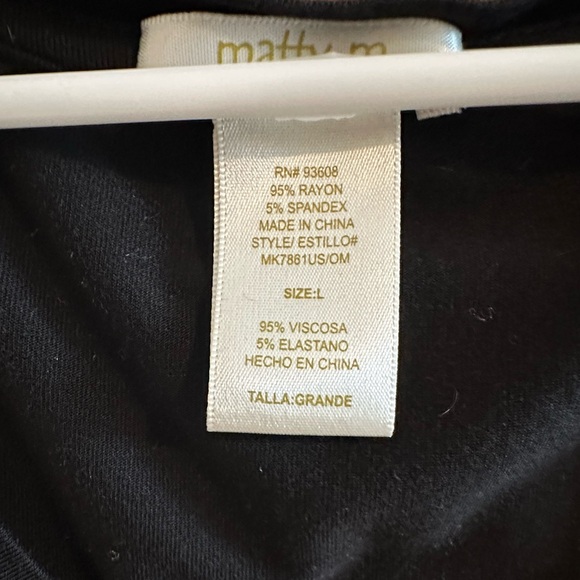 matty m
RN# 93608
95% RAYON
5% SPANDEX
MADE IN CHINA
STYLE/ ESTILLO#
MK7861US/OM
SIZE:L
95% VISCOSA
5% ELASTANO
HECHO EN CHINA
TALLA:GRANDE